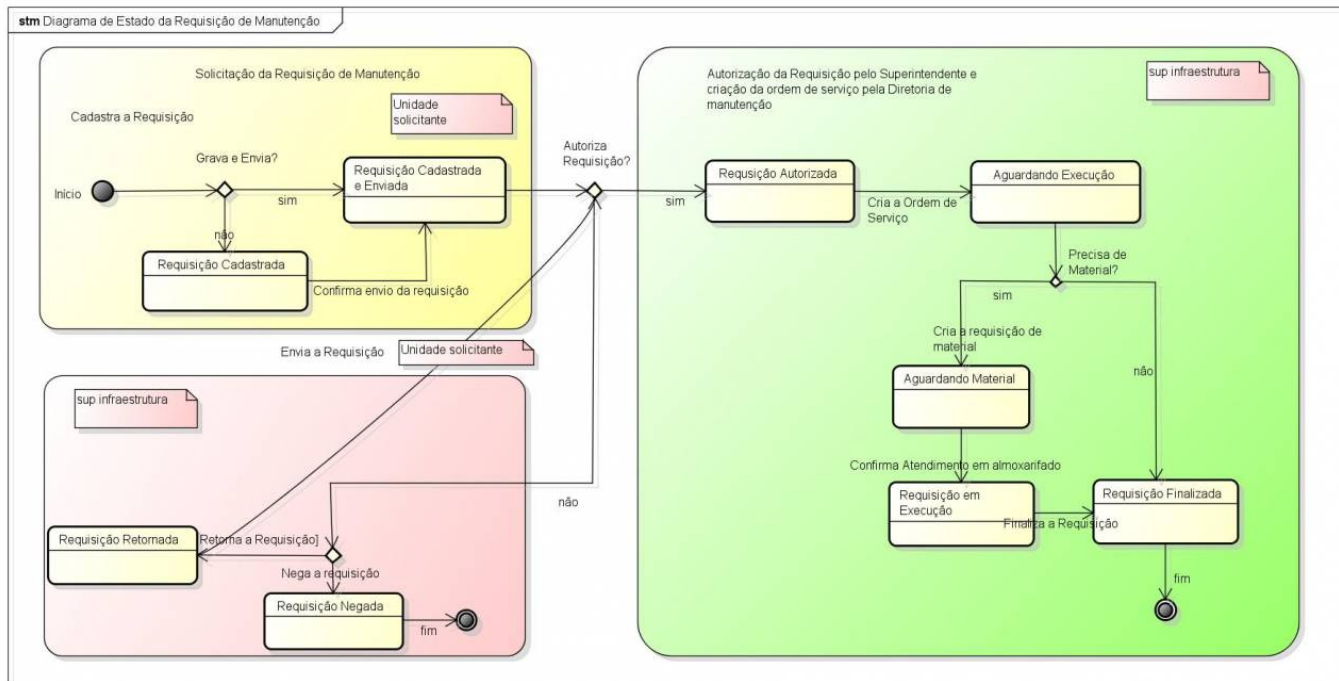 stm Diagrama de Estado da Requisição de Manutenção
Solicitação da Requisição de Manutenção
Unidade
solicitante
Cadastra a Requisição
Grava e Envia?
Início
sim
não
Requisição Cadastrada
e Enviada
Requisição Cadastrada
Confirma envio da requisição
Autoriza
Requisição?
sim
não
Envia a Requisição
Unidade solicitante
sup infraestrutura
Requisição Retornada
Retorna a Requisição]
Nega a requisição
Requisição Negada
fim
Autorização da Requisição pelo Superintendente e
criação da ordem de serviço pela Diretoria de
manutenção
sup infraestrutura
Requsição Autorizada
Cria a Ordem de
Serviço
Aguardando Execução
Precisa de
Material?
sim
não
Cria a requisição de
material
Aguardando Material
Confirma Atendimento em almoxarifado
Requisição em
Execução
Finaliza a Requisição
Requisição Finalizada
fim